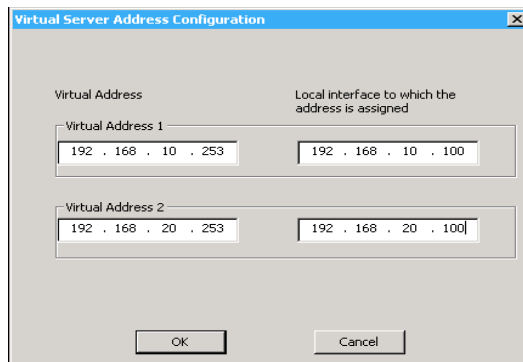 Virtual Server Address Configuration
Virtual Address
Local interface to which the
address is assigned
Virtual Address 1
192 . 168 . 10 . 253
192 . 168 . 10 . 100
Virtual Address 2
192 . 168 . 20 . 253
192 . 168 . 20 . 100
OK
Cancel